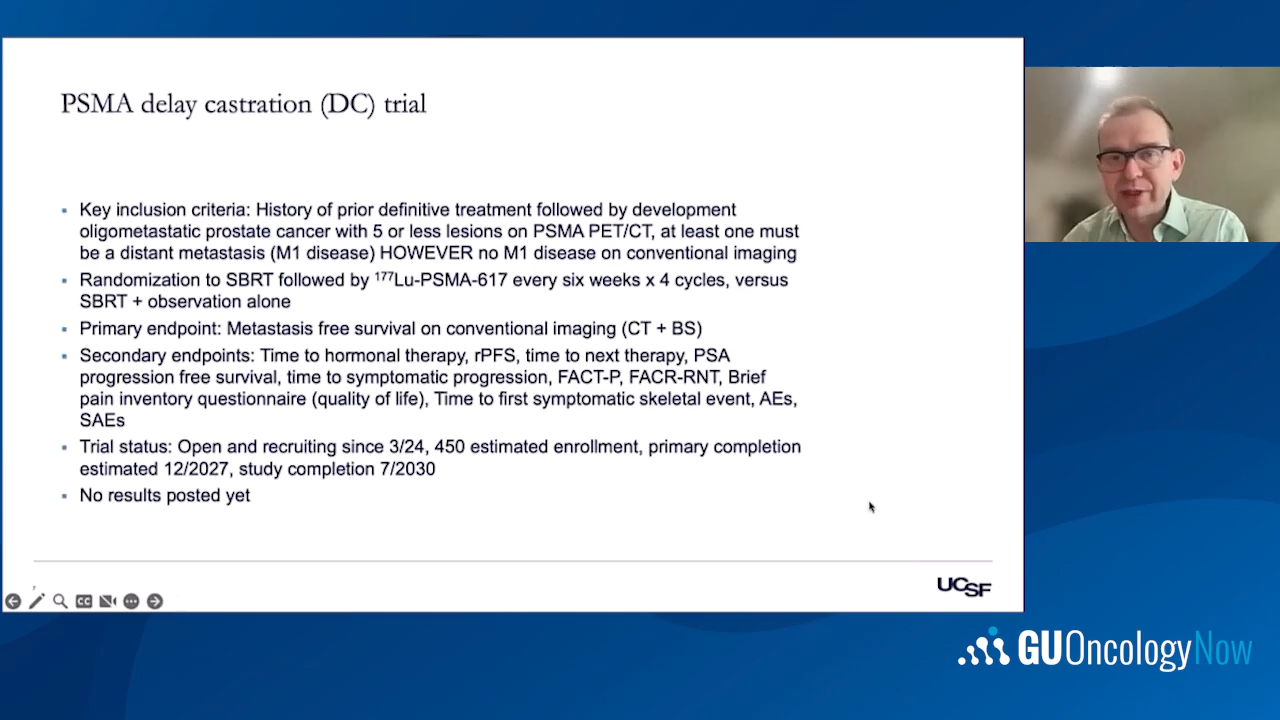 PSMA delay castration (DC) trial
Key inclusion criteria: History of prior definitive treatment followed by development
oligometastatic prostate cancer with 5 or less lesions on PSMA PET/CT, at least one must
be a distant metastasis (M1 disease) HOWEVER no M1 disease on conventional imaging
Randomization to SBRT followed by ¹⁷⁷Lu-PSMA-617 every six weeks x 4 cycles, versus
SBRT + observation alone
Primary endpoint: Metastasis free survival on conventional imaging (CT + BS)
Secondary endpoints: Time to hormonal therapy, rPFS, time to next therapy, PSA
progression free survival, time to symptomatic progression, FACT-P, FACR-RNT, Brief
pain inventory questionnaire (quality of life), Time to first symptomatic skeletal event, AEs,
SAEs
Trial status: Open and recruiting since 3/24, 450 estimated enrollment, primary completion
estimated 12/2027, study completion 7/2030
No results posted yet
CC
UCSF
GUOncologyNow